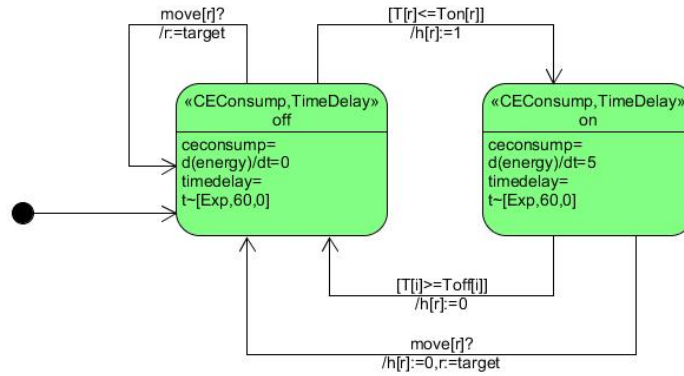 move[r]?
/r:=target
[T[r]<=Ton[r]]
/h[r]:=1
«CEConsump,TimeDelay»
off
ceconsump=
d(energy)/dt=0
timedelay=
t~[Exp,60,0]
«CEConsump,TimeDelay»
on
ceconsump=
d(energy)/dt=5
timedelay=
t~[Exp,60,0]
[T[i]>=Toff[i]]
/h[r]:=0
move[r]?
/h[r]:=0,r:=target